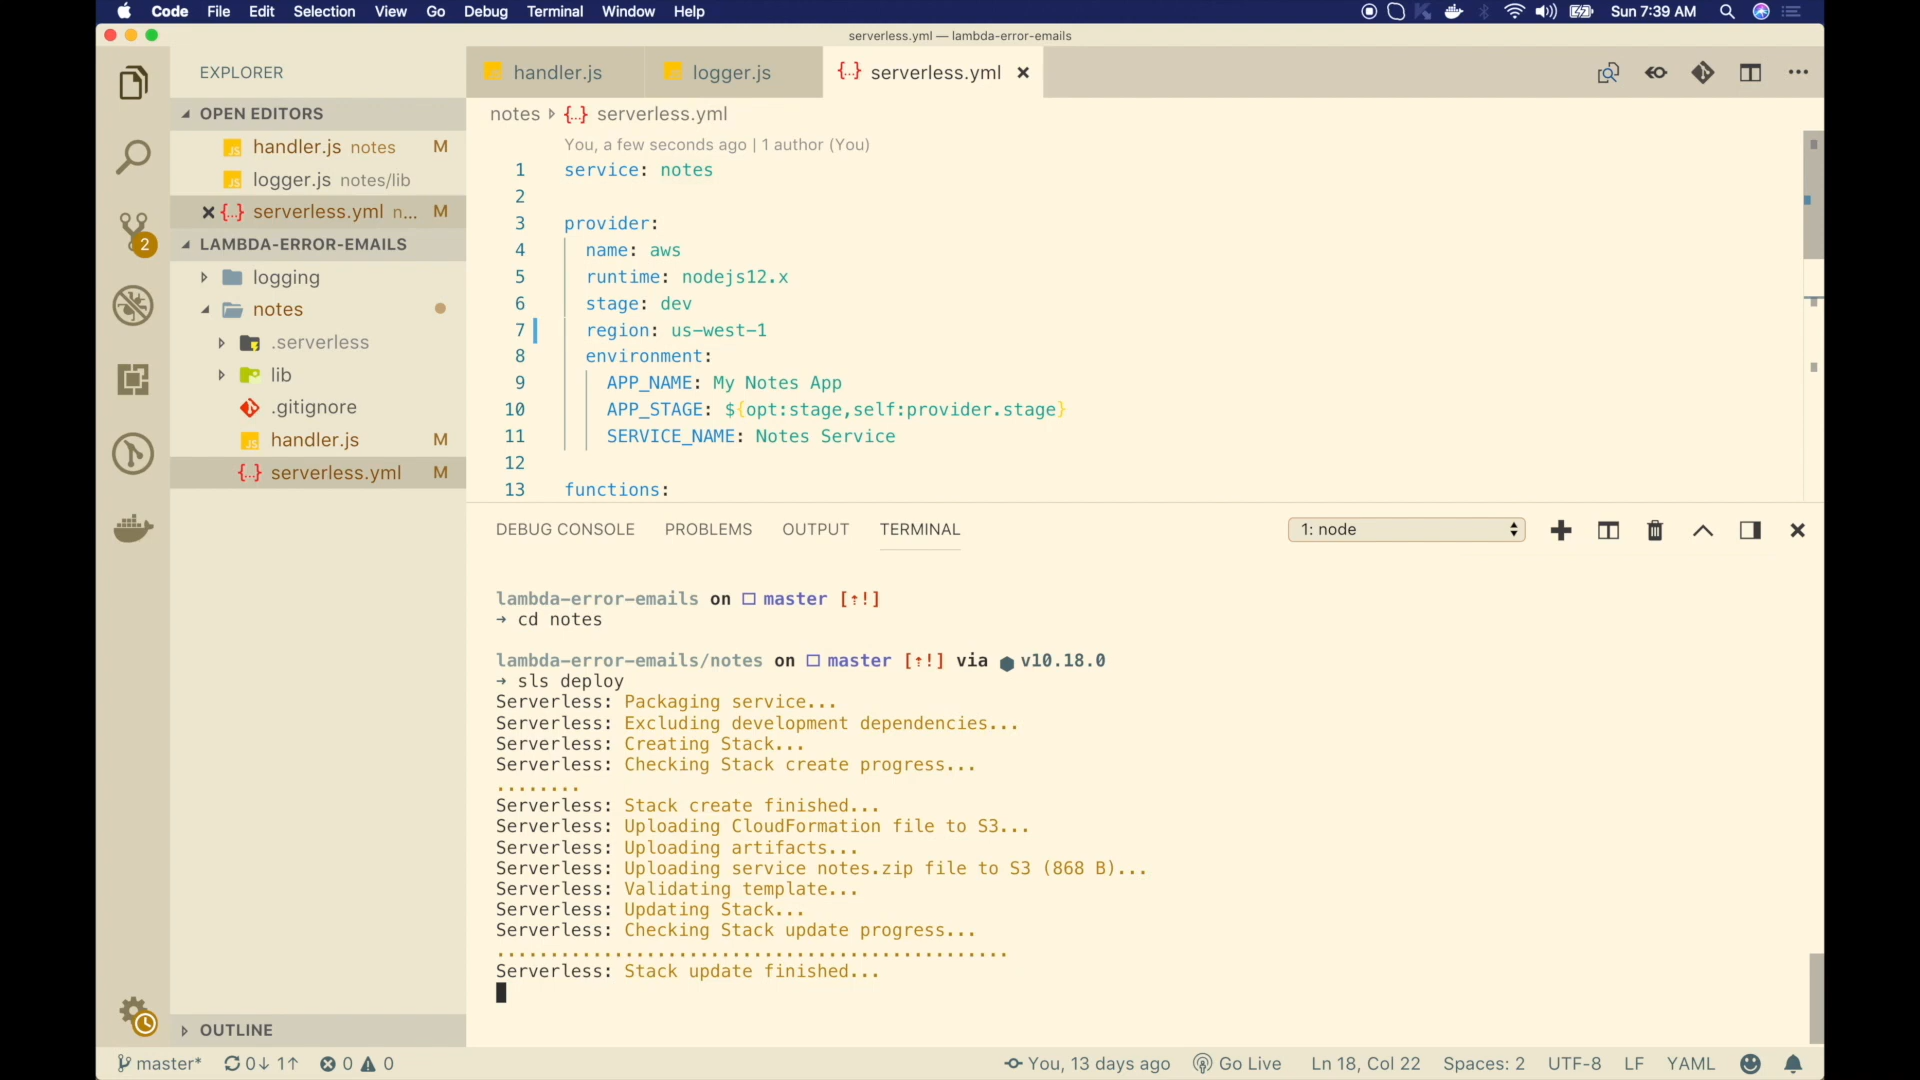 Code File Edit Selection View Go Debug Terminal Window Help
Sun 7:39 AM
serverless.yml — lambda-error-emails
EXPLORER
OPEN EDITORS
JS handler.js notes M
JS logger.js notes/lib
{..} serverless.yml n... M
2
LAMBDA-ERROR-EMAILS
logging
notes
.serverless
lib
.gitignore
JS handler.js M
{..} serverless.yml M
OUTLINE
handler.js
logger.js
{..} serverless.yml
notes {..} serverless.yml
You, a few seconds ago | 1 author (You)
1 service: notes
2
3 provider:
4 name: aws
5 runtime: nodejs12.x
6 stage: dev
7 region: us-west-1
8 environment:
9 APP_NAME: My Notes App
10 APP_STAGE: ${opt:stage,self:provider.stage}
11 SERVICE_NAME: Notes Service
12
13 functions:
DEBUG CONSOLE PROBLEMS OUTPUT TERMINAL
1: node
lambda-error-emails on master [⇡!]
➜ cd notes
lambda-error-emails/notes on master [⇡!] via v10.18.0
➜ sls deploy
Serverless: Packaging service...
Serverless: Excluding development dependencies...
Serverless: Creating Stack...
Serverless: Checking Stack create progress...
........
Serverless: Stack create finished...
Serverless: Uploading CloudFormation file to S3...
Serverless: Uploading artifacts...
Serverless: Uploading service notes.zip file to S3 (868 B)...
Serverless: Validating template...
Serverless: Updating Stack...
Serverless: Checking Stack update progress...
................................................
Serverless: Stack update finished...
master* 0↓ 1↑ 0 0
You, 13 days ago Go Live Ln 18, Col 22 Spaces: 2 UTF-8 LF YAML